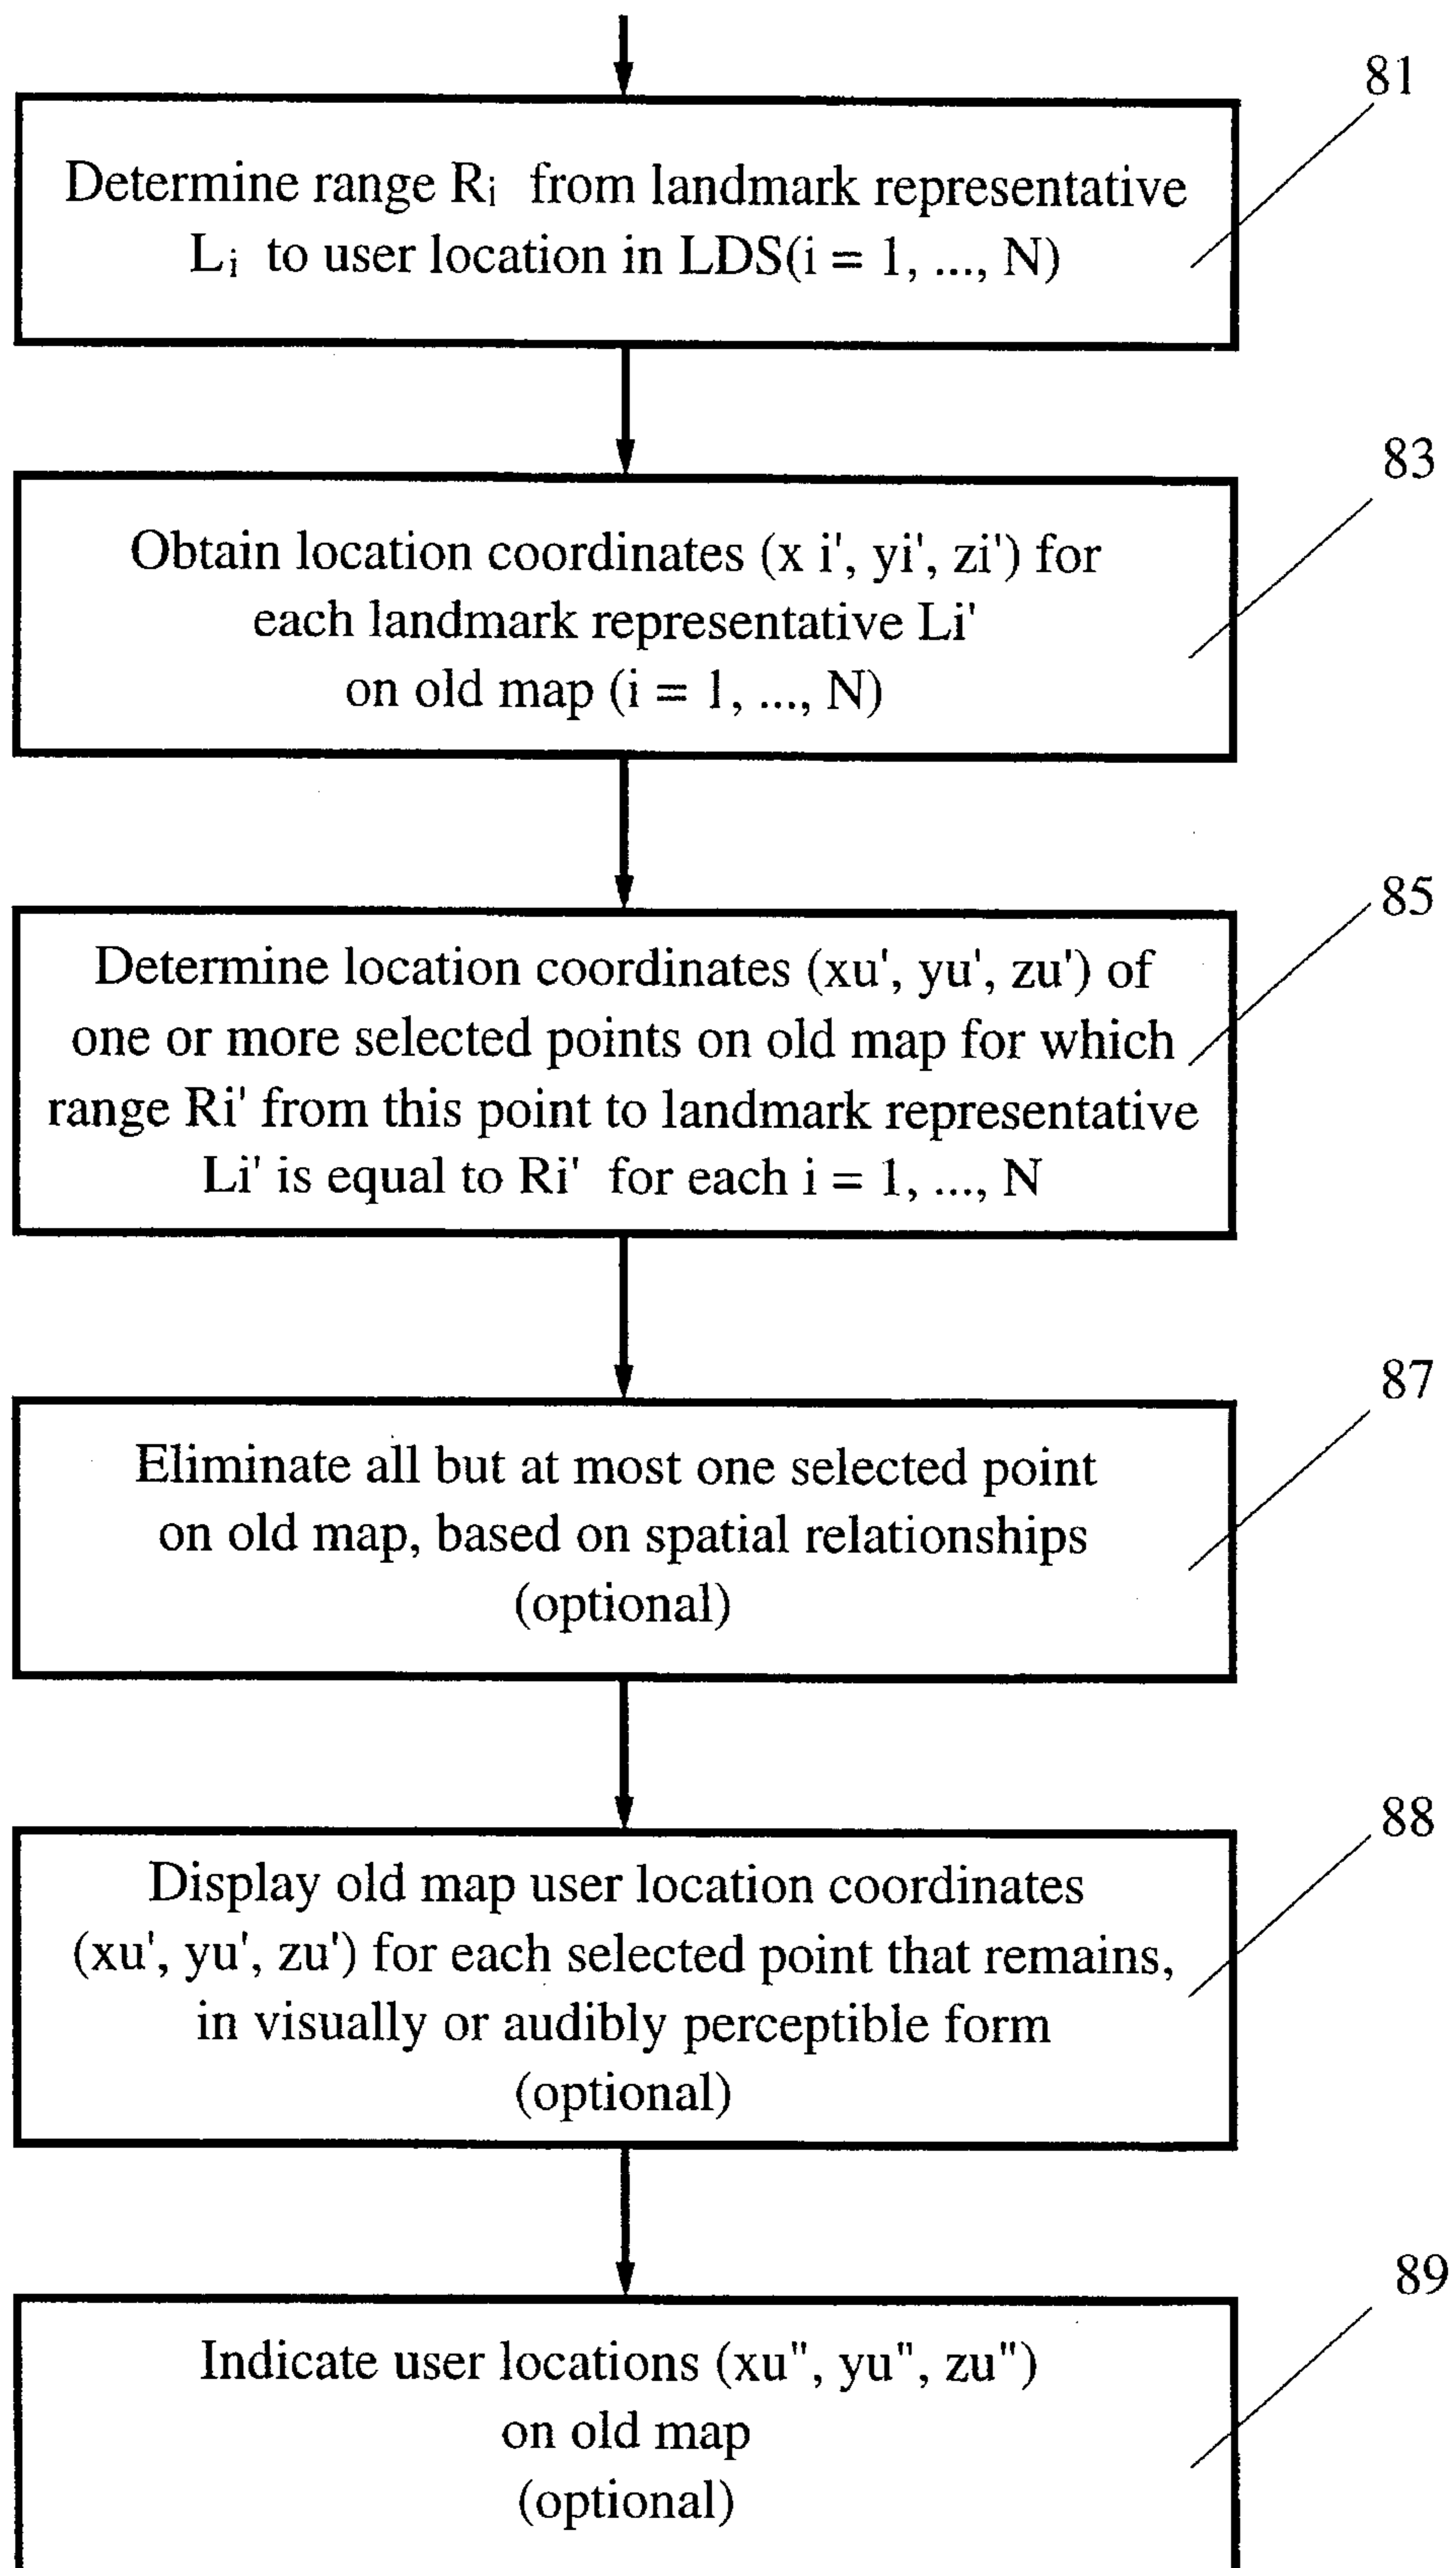 81
Determine range Ri from landmark representative
Li to user location in LDS(i = 1, ..., N)
83
Obtain location coordinates (x i', yi', zi') for
each landmark representative Li'
on old map (i = 1, ..., N)
85
Determine location coordinates (xu', yu', zu') of
one or more selected points on old map for which
range Ri' from this point to landmark representative
Li' is equal to Ri' for each i = 1, ..., N
87
Eliminate all but at most one selected point
on old map, based on spatial relationships
(optional)
88
Display old map user location coordinates
(xu', yu', zu') for each selected point that remains,
in visually or audibly perceptible form
(optional)
89
Indicate user locations (xu", yu", zu")
on old map
(optional)